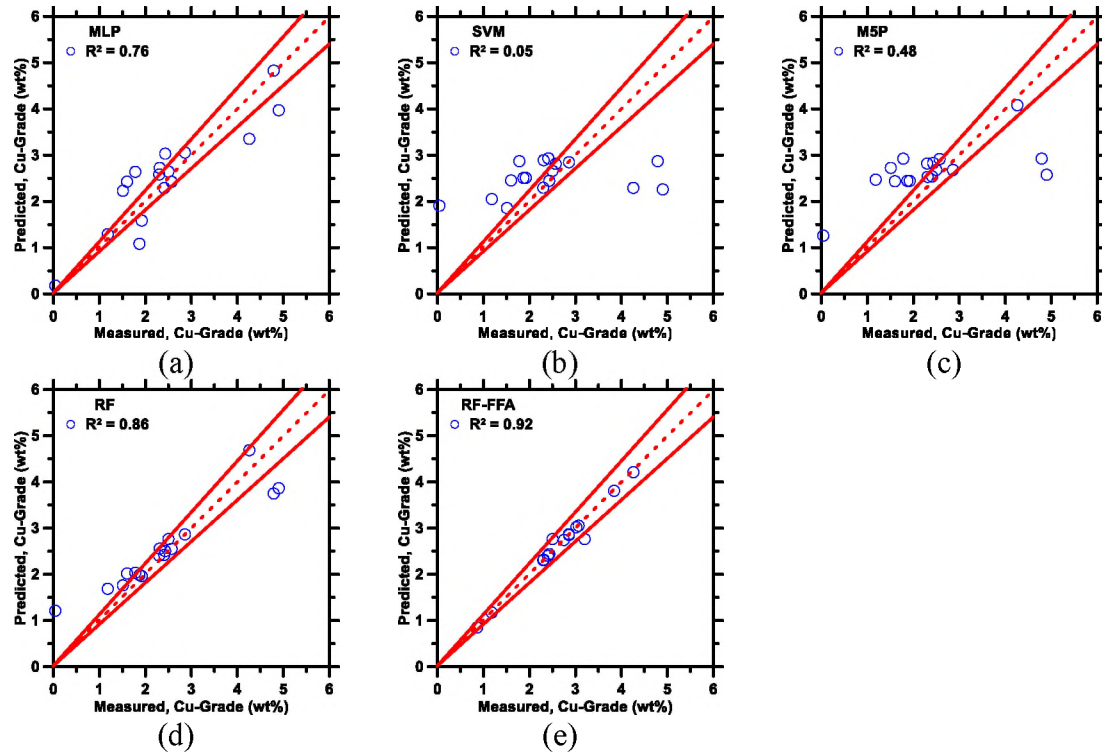 MLP
R² = 0.76
Predicted, Cu-Grade (wt%)
6
5
4
3
2
1
0
0 1 2 3 4 5 6
Measured, Cu-Grade (wt%)
(a)
SVM
R² = 0.05
Predicted, Cu-Grade (wt%)
6
5
4
3
2
1
0
0 1 2 3 4 5 6
Measured, Cu-Grade (wt%)
(b)
M5P
R² = 0.48
Predicted, Cu-Grade (wt%)
6
5
4
3
2
1
0
0 1 2 3 4 5 6
Measured, Cu-Grade (wt%)
(c)
RF
R² = 0.86
Predicted, Cu-Grade (wt%)
6
5
4
3
2
1
0
0 1 2 3 4 5 6
Measured, Cu-Grade (wt%)
(d)
RF-FFA
R² = 0.92
Predicted, Cu-Grade (wt%)
6
5
4
3
2
1
0
0 1 2 3 4 5 6
Measured, Cu-Grade (wt%)
(e)